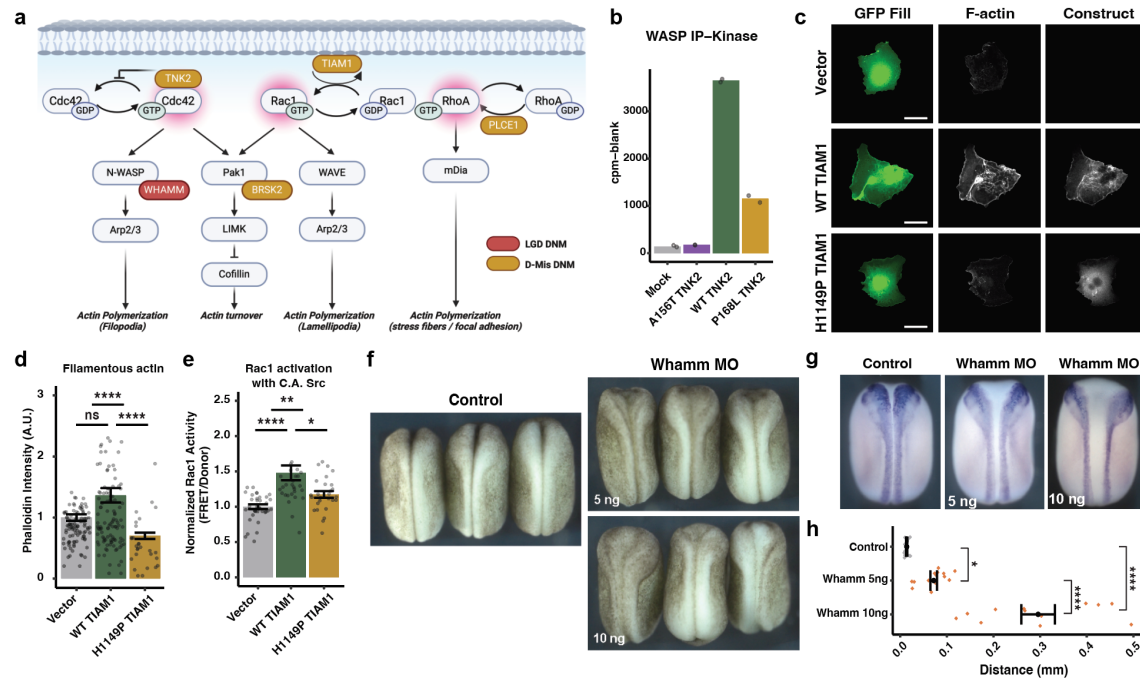 a
TNK2
TIAM1
Cdc42
GDP
GTP
Cdc42
Rac1
GTP
Rac1
GDP
RhoA
GTP
RhoA
GDP
PLCE1
N-WASP
WHAMM
Pak1
BRSK2
WAVE
mDia
Arp2/3
LIMK
Arp2/3
Cofillin
LGD DNM
D-Mis DNM
Actin Polymerization
(Filopodia)
Actin turnover
Actin Polymerization
(Lamellipodia)
Actin Polymerization
(stress fibers / focal adhesion)
b
WASP IP–Kinase
cpm–blank
3000
2000
1000
0
Mock
A156T TNK2
WT TNK2
P168L TNK2
c
GFP Fill
F-actin
Construct
Vector
WT TIAM1
H1149P TIAM1
d
Filamentous actin
Phalloidin Intensity (A.U.)
3
2
1
0
****
ns
****
Vector
WT TIAM1
H1149P TIAM1
e
Rac1 activation
with C.A. Src
Normalized Rac1 Activity
(FRET/Donor)
2.5
2.0
1.5
1.0
0.5
0.0
**
****
*
Vector
WT TIAM1
H1149P TIAM1
f
Control
Whamm MO
5 ng
10 ng
g
Control
Whamm MO
Whamm MO
5 ng
10 ng
h
Control
Whamm 5ng
Whamm 10ng
*
****
****
0.0
0.1
0.2
0.3
0.4
0.5
Distance (mm)